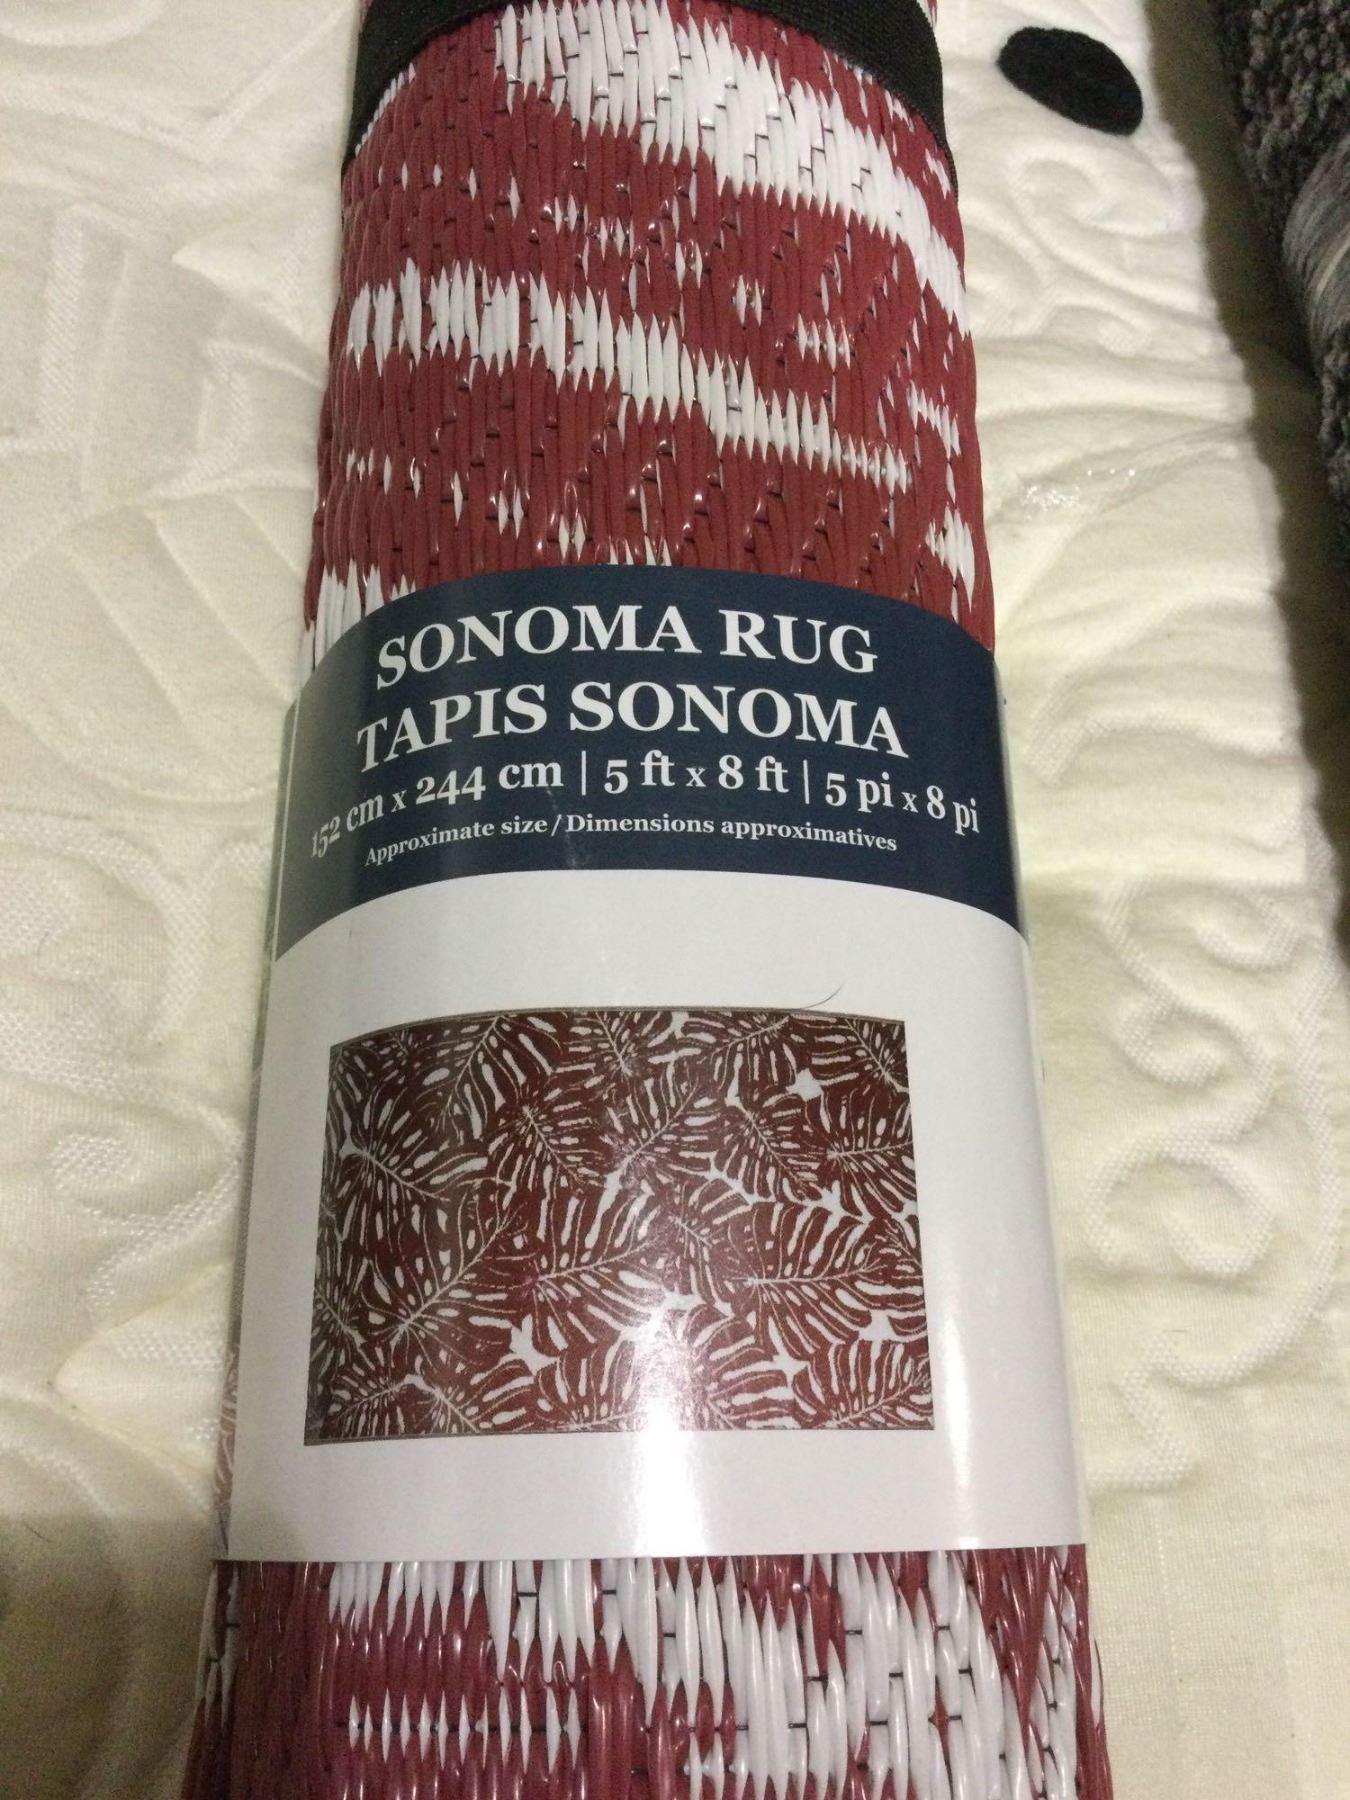 SONOMA RUG
TAPIS SONOMA
152 cm x 244 cm | 5 ft x 8 ft | 5 pi x 8 pi
Approximate size / Dimensions approximatives